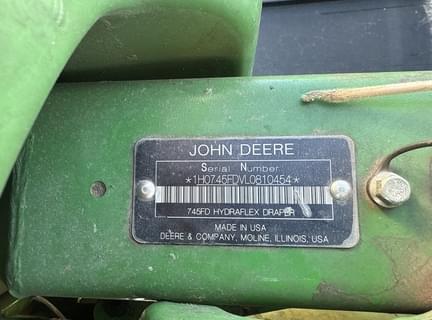 JOHN DEERE
Serial Number
*1H0745FDVL0810454*
745FD HYDRAFLEX DRAPER
MADE IN USA
DEERE & COMPANY, MOLINE, ILLINOIS, USA